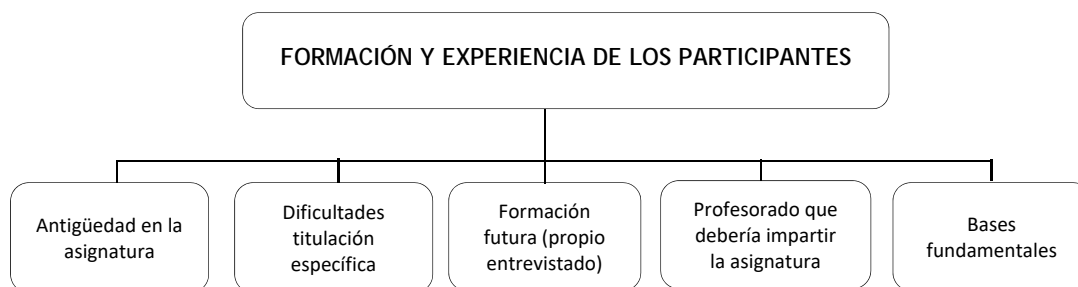 FORMACIÓN Y EXPERIENCIA DE LOS PARTICIPANTES
Antigüedad en la
asignatura
Dificultades
titulación
específica
Formación
futura (propio
entrevistado)
Profesorado que
debería impartir
la asignatura
Bases
fundamentales